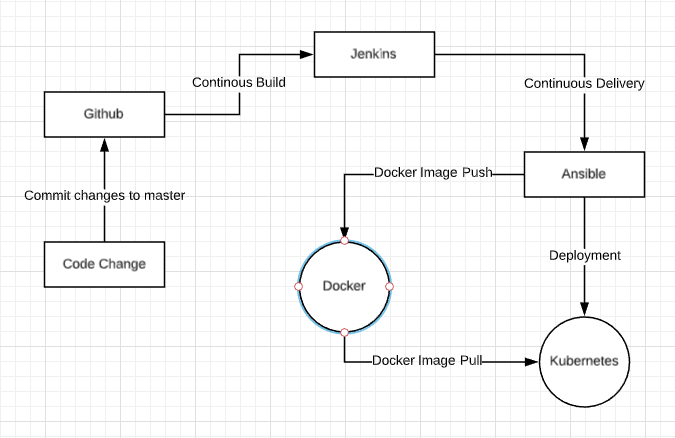 Jenkins
Continous Build
Continuous Delivery
Github
Docker Image Push
Ansible
Commit changes to master
Code Change
Deployment
Docker
Docker Image Pull
Kubernetes